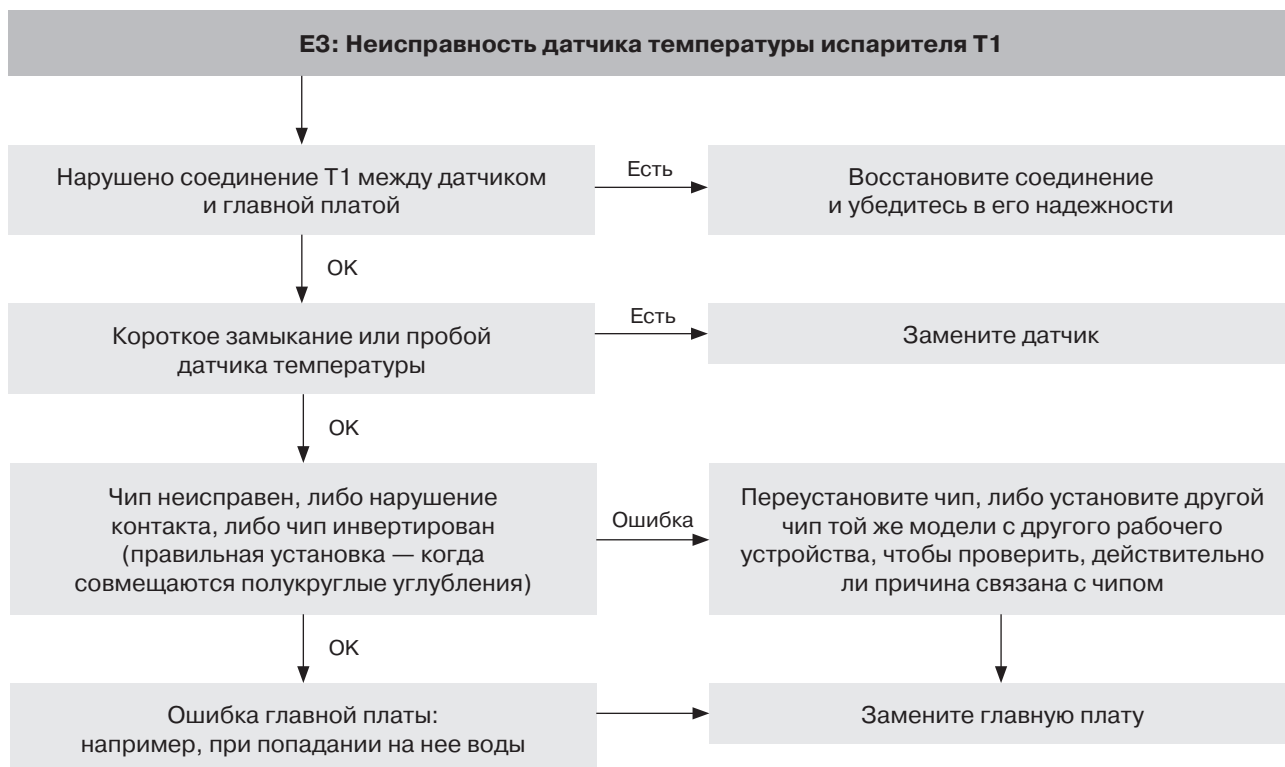 E3: Неисправность датчика температуры испарителя T1
Нарушено соединение T1 между датчиком
и главной платой
Есть
Восстановите соединение
и убедитесь в его надежности
OK
Короткое замыкание или пробой
датчика температуры
Есть
Замените датчик
OK
Чип неисправен, либо нарушение
контакта, либо чип инвертирован
(правильная установка — когда
совмещаются полукруглые углубления)
Ошибка
Переустановите чип, либо установите другой
чип той же модели с другого рабочего
устройства, чтобы проверить, действительно
ли причина связана с чипом
OK
Ошибка главной платы:
например, при попадании на нее воды
Замените главную плату